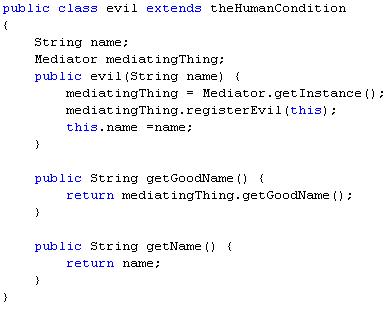 public class evil extends theHumanCondition
{
    String name;
    Mediator mediatingThing;
    public evil(String name) {
        mediatingThing = Mediator.getInstance();
        mediatingThing.registerEvil(this);
        this.name =name;
    }

    public String getGoodName() {
        return mediatingThing.getGoodName();
    }

    public String getName() {
        return name;
    }
}